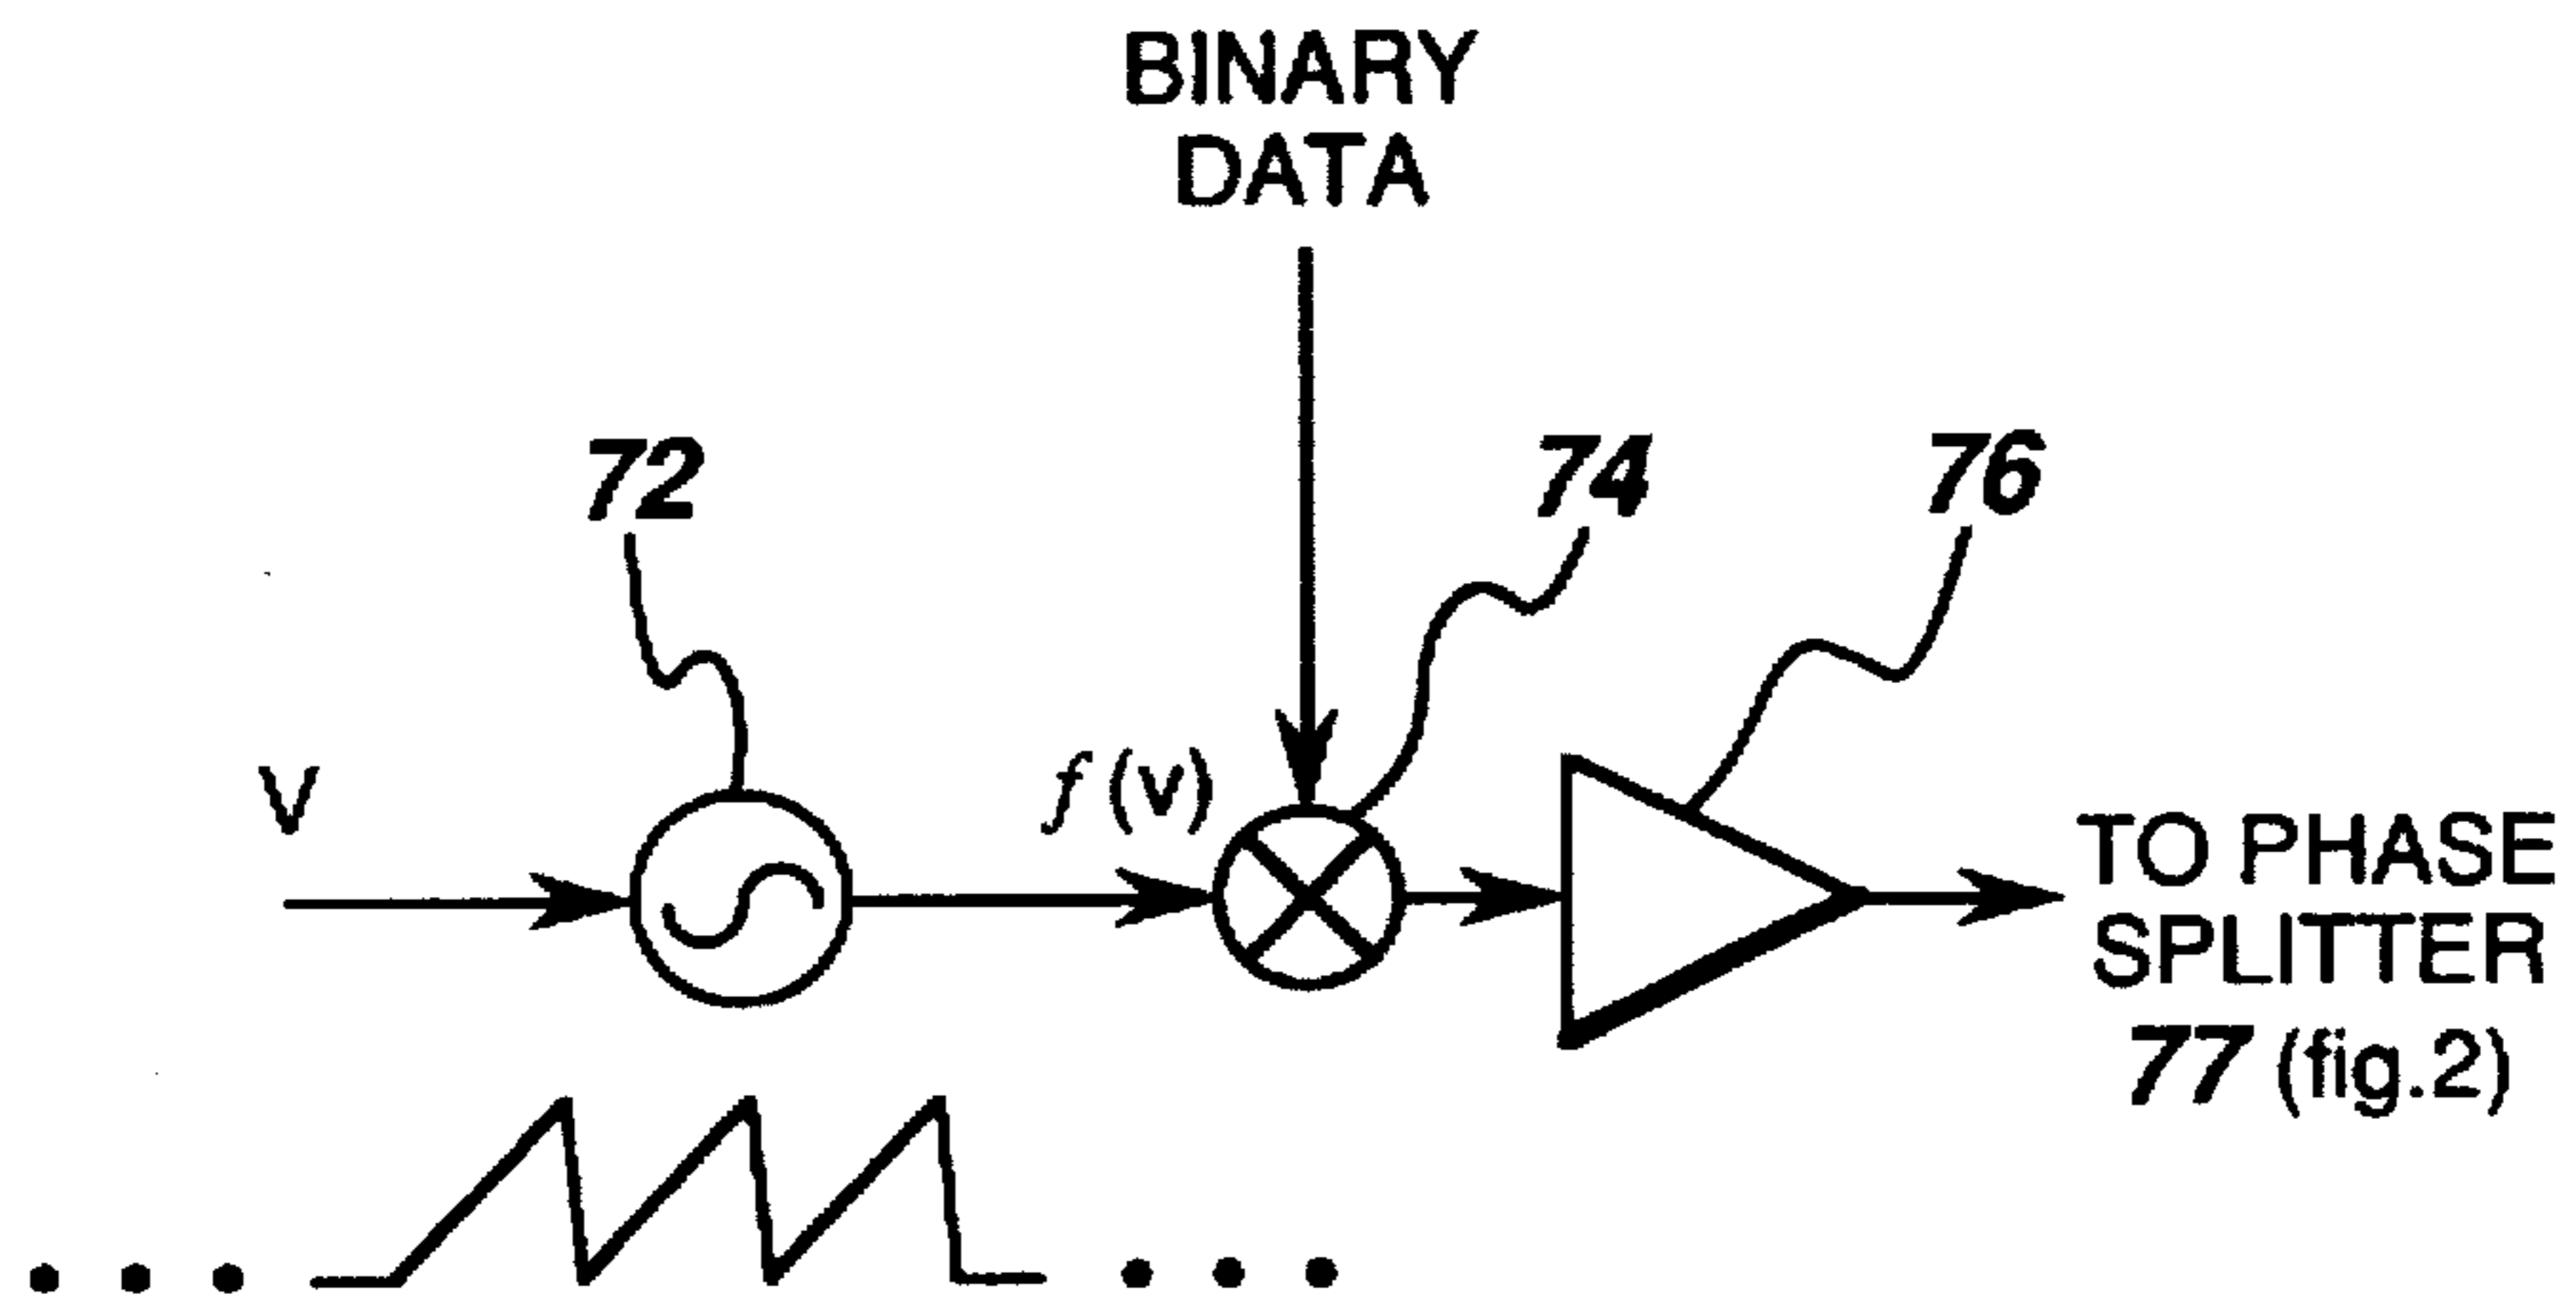 BINARY
DATA
72
74
76
V
f (v)
TO PHASE
SPLITTER
77 (fig.2)